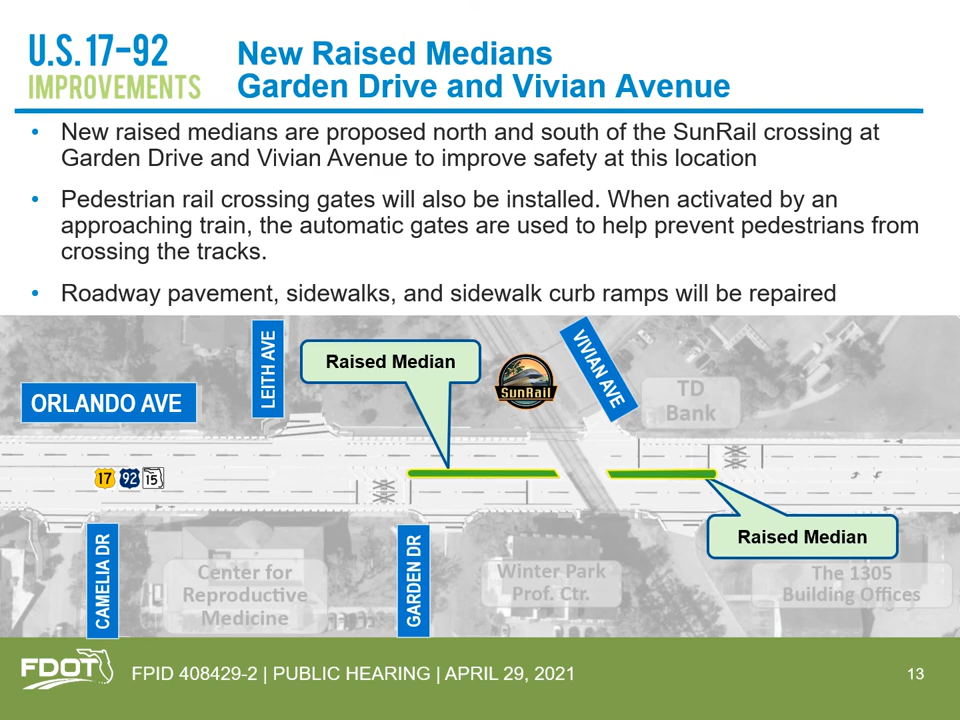 U.S. 17-92
IMPROVEMENTS
New Raised Medians
Garden Drive and Vivian Avenue
• New raised medians are proposed north and south of the SunRail crossing at
Garden Drive and Vivian Avenue to improve safety at this location
• Pedestrian rail crossing gates will also be installed. When activated by an
approaching train, the automatic gates are used to help prevent pedestrians from
crossing the tracks.
• Roadway pavement, sidewalks, and sidewalk curb ramps will be repaired
LEITH AVE
Raised Median
SunRail
VIVIAN AVE
TD
Bank
ORLANDO AVE
17
92
15
Raised Median
CAMELIA DR
Center for
Reproductive
Medicine
GARDEN DR
Winter Park
Prof. Ctr.
The 1305
Building Offices
FDOT
FPID 408429-2 | PUBLIC HEARING | APRIL 29, 2021
13